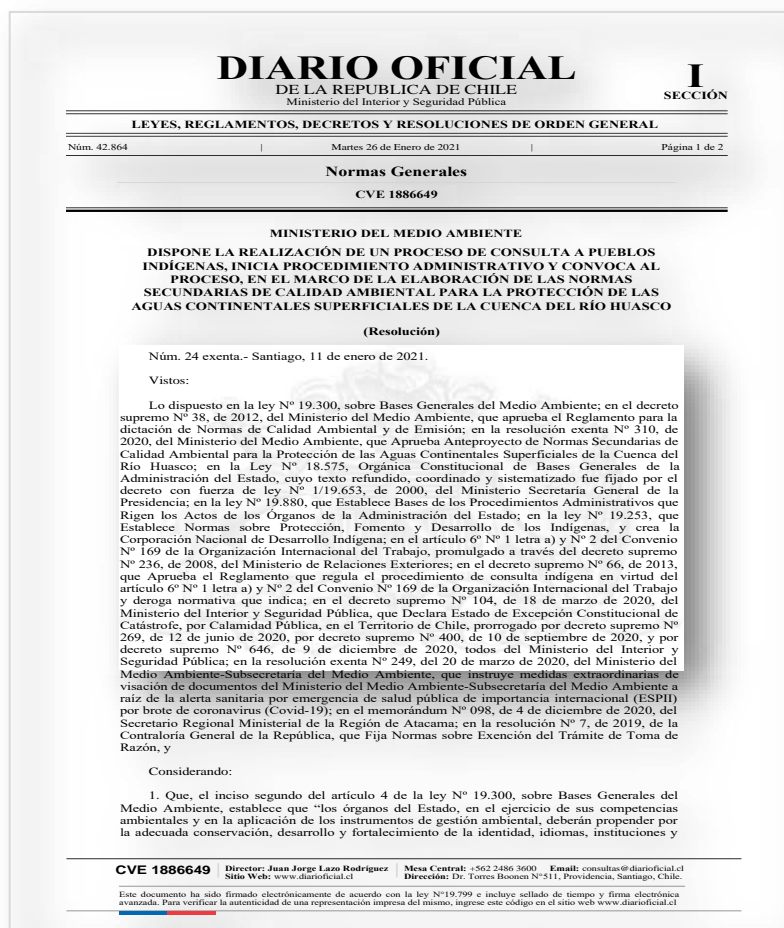 DIARIO OFICIAL
DE LA REPUBLICA DE CHILE
Ministerio del Interior y Seguridad Pública
I
SECCIÓN
LEYES, REGLAMENTOS, DECRETOS Y RESOLUCIONES DE ORDEN GENERAL
Núm. 42.864 | Martes 26 de Enero de 2021 | Página 1 de 2
Normas Generales
CVE 1886649
MINISTERIO DEL MEDIO AMBIENTE
DISPONE LA REALIZACIÓN DE UN PROCESO DE CONSULTA A PUEBLOS
INDÍGENAS, INICIA PROCEDIMIENTO ADMINISTRATIVO Y CONVOCA AL
PROCESO, EN EL MARCO DE LA ELABORACIÓN DE LAS NORMAS
SECUNDARIAS DE CALIDAD AMBIENTAL PARA LA PROTECCIÓN DE LAS
AGUAS CONTINENTALES SUPERFICIALES DE LA CUENCA DEL RÍO HUASCO
(Resolución)
Núm. 24 exenta.- Santiago, 11 de enero de 2021.
Vistos:
Lo dispuesto en la ley Nº 19.300, sobre Bases Generales del Medio Ambiente; en el decreto
supremo Nº 38, de 2012, del Ministerio del Medio Ambiente, que aprueba el Reglamento para la
dictación de Normas de Calidad Ambiental y de Emisión; en la resolución exenta Nº 310, de
2020, del Ministerio del Medio Ambiente, que Aprueba Anteproyecto de Normas Secundarias de
Calidad Ambiental para la Protección de las Aguas Continentales Superficiales de la Cuenca del
Río Huasco; en la Ley Nº 18.575, Orgánica Constitucional de Bases Generales de la
Administración del Estado, cuyo texto refundido, coordinado y sistematizado fue fijado por el
decreto con fuerza de ley Nº 1/19.653, de 2000, del Ministerio Secretaría General de la
Presidencia; en la ley Nº 19.880, que Establece Bases de los Procedimientos Administrativos que
Rigen los Actos de los Órganos de la Administración del Estado; en la ley Nº 19.253, que
Establece Normas sobre Protección, Fomento y Desarrollo de los Indígenas, y crea la
Corporación Nacional de Desarrollo Indígena; en el artículo 6º Nº 1 letra a) y Nº 2 del Convenio
Nº 169 de la Organización Internacional del Trabajo, promulgado a través del decreto supremo
Nº 236, de 2008, del Ministerio de Relaciones Exteriores; en el decreto supremo Nº 66, de 2013,
que Aprueba el Reglamento que regula el procedimiento de consulta indígena en virtud del
artículo 6º Nº 1 letra a) y Nº 2 del Convenio Nº 169 de la Organización Internacional del Trabajo
y deroga normativa que indica; en el decreto supremo Nº 104, de 18 de marzo de 2020, del
Ministerio del Interior y Seguridad Pública, que Declara Estado de Excepción Constitucional de
Catástrofe, por Calamidad Pública, en el Territorio de Chile, prorrogado por decreto supremo Nº
269, de 12 de junio de 2020, por decreto supremo Nº 400, de 10 de septiembre de 2020, y por
decreto supremo Nº 646, de 9 de diciembre de 2020, todos del Ministerio del Interior y
Seguridad Pública; en la resolución exenta Nº 249, del 20 de marzo de 2020, del Ministerio del
Medio Ambiente-Subsecretaría del Medio Ambiente, que instruye medidas extraordinarias de
visación de documentos del Ministerio del Medio Ambiente-Subsecretaría del Medio Ambiente a
raíz de la alerta sanitaria por emergencia de salud pública de importancia internacional (ESPII)
por brote de coronavirus (Covid-19); en el memorándum Nº 098, de 4 de diciembre de 2020, del
Secretario Regional Ministerial de la Región de Atacama; en la resolución Nº 7, de 2019, de la
Contraloría General de la República, que Fija Normas sobre Exención del Trámite de Toma de
Razón, y
Considerando:
1. Que, el inciso segundo del artículo 4 de la ley Nº 19.300, sobre Bases Generales del
Medio Ambiente, establece que “los órganos del Estado, en el ejercicio de sus competencias
ambientales y en la aplicación de los instrumentos de gestión ambiental, deberán propender por
la adecuada conservación, desarrollo y fortalecimiento de la identidad, idiomas, instituciones y
CVE 1886649 | Director: Juan Jorge Lazo Rodríguez | Mesa Central: +562 2486 3600 Email: consultas@diarioficial.cl
Sitio Web: www.diarioficial.cl | Dirección: Dr. Torres Boonen N°511, Providencia, Santiago, Chile.
Este documento ha sido firmado electrónicamente de acuerdo con la ley N°19.799 e incluye sellado de tiempo y firma electrónica
avanzada. Para verificar la autenticidad de una representación impresa del mismo, ingrese este código en el sitio web www.diarioficial.cl